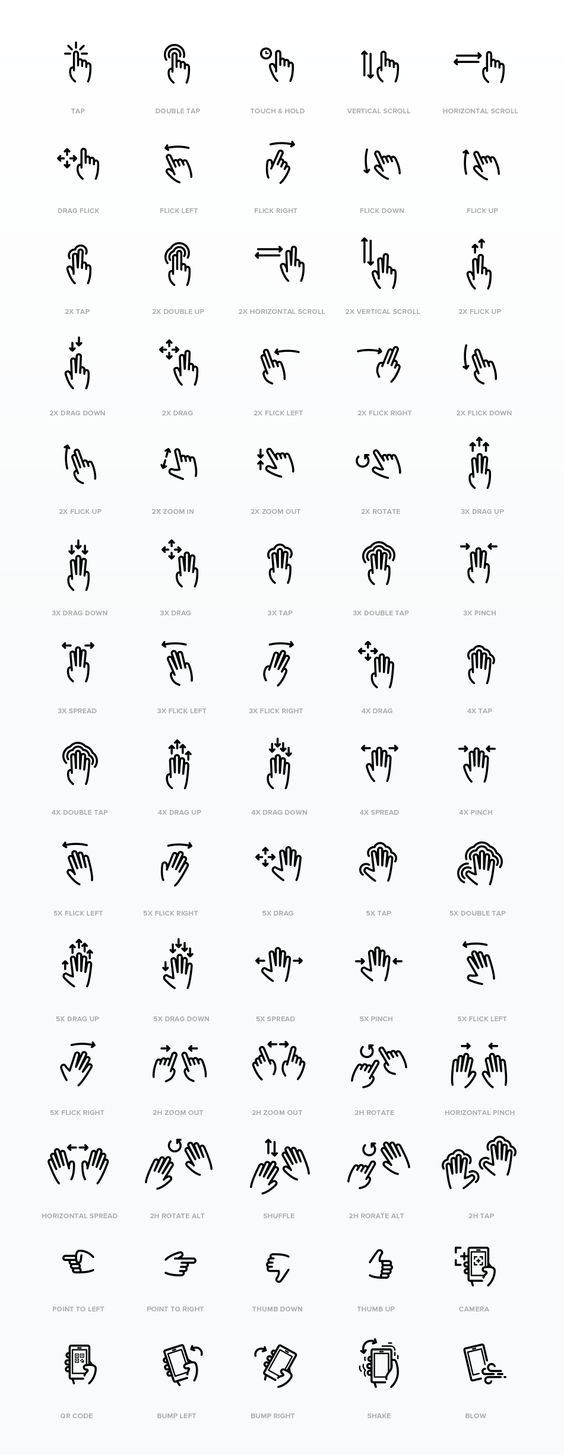 TAP DOUBLE TAP TOUCH & HOLD VERTICAL SCROLL HORIZONTAL SCROLL
DRAG FLICK FLICK LEFT FLICK RIGHT FLICK DOWN FLICK UP
2X TAP 2X DOUBLE UP 2X HORIZONTAL SCROLL 2X VERTICAL SCROLL 2X FLICK UP
2X DRAG DOWN 2X DRAG 2X FLICK LEFT 2X FLICK RIGHT 2X FLICK DOWN
2X FLICK UP 2X ZOOM IN 2X ZOOM OUT 2X ROTATE 3X DRAG UP
3X DRAG DOWN 3X DRAG 3X TAP 3X DOUBLE TAP 3X PINCH
3X SPREAD 3X FLICK LEFT 3X FLICK RIGHT 4X DRAG 4X TAP
4X DOUBLE TAP 4X DRAG UP 4X DRAG DOWN 4X SPREAD 4X PINCH
5X FLICK LEFT 5X FLICK RIGHT 5X DRAG 5X TAP 5X DOUBLE TAP
5X DRAG UP 5X DRAG DOWN 5X SPREAD 5X PINCH 5X FLICK LEFT
5X FLICK RIGHT 2H ZOOM OUT 2H ZOOM OUT 2H ROTATE HORIZONTAL PINCH
HORIZONTAL SPREAD 2H ROTATE ALT SHUFFLE 2H RORATE ALT 2H TAP
POINT TO LEFT POINT TO RIGHT THUMB DOWN THUMB UP CAMERA
QR CODE BUMP LEFT BUMP RIGHT SHAKE BLOW